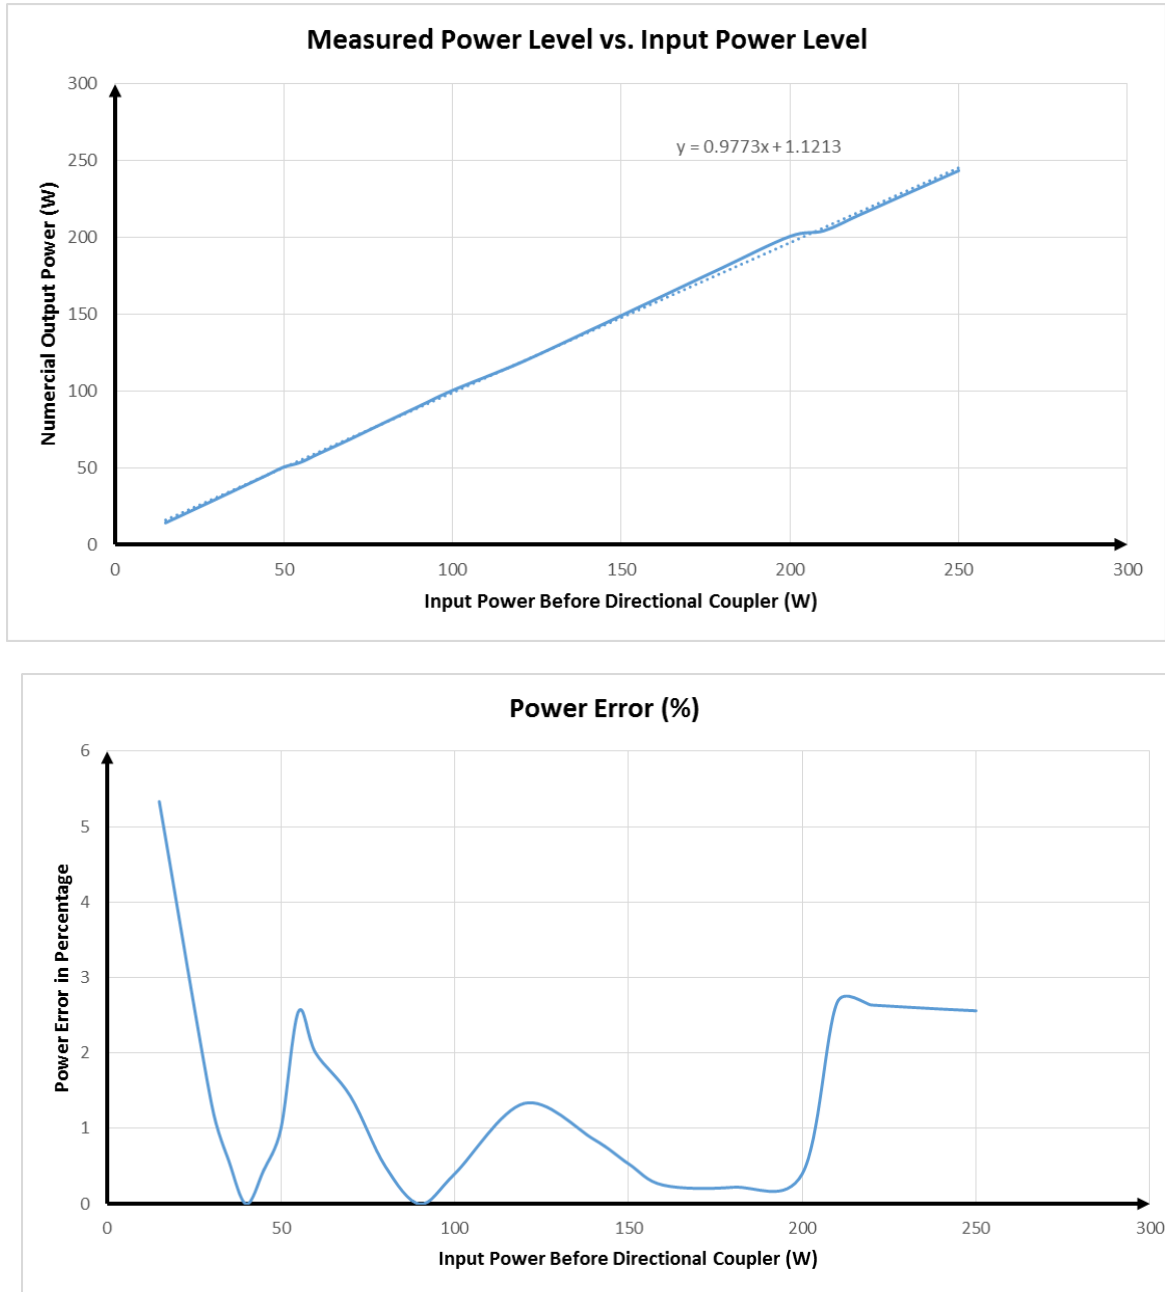 Measured Power Level vs. Input Power Level
300
250
200
150
100
50
0
Numercial Output Power (W)
y = 0.9773x + 1.1213
0 50 100 150 200 250 300
Input Power Before Directional Coupler (W)
Power Error (%)
6
5
4
3
2
1
0
Power Error in Percentage
0 50 100 150 200 250 300
Input Power Before Directional Coupler (W)